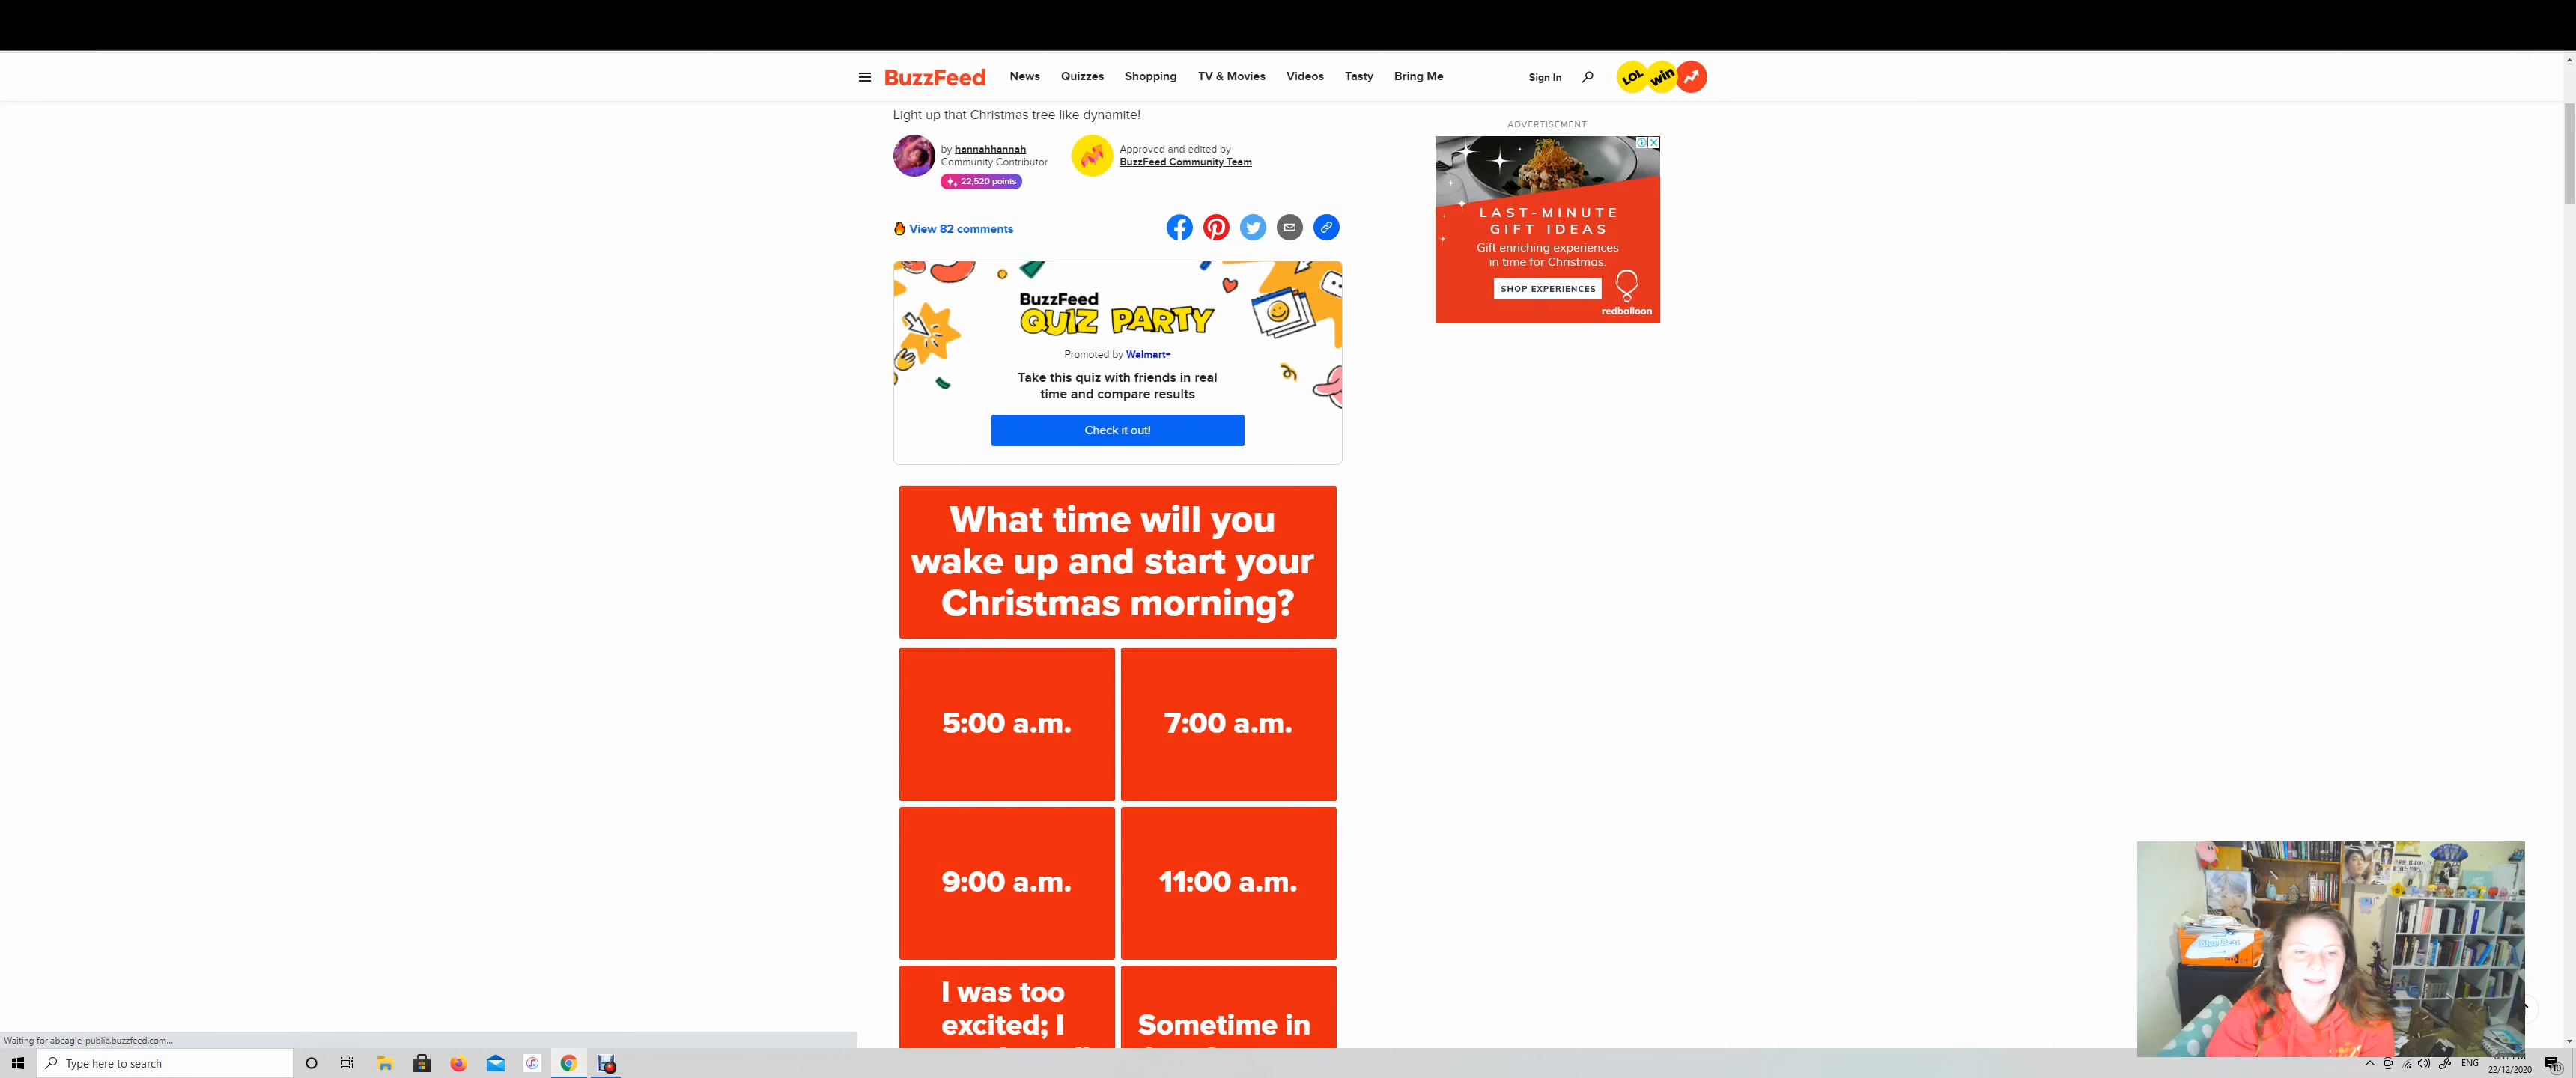 BuzzFeed
News
Quizzes
Shopping
TV & Movies
Videos
Tasty
Bring Me
Sign In
LOL
win
Light up that Christmas tree like dynamite!
by hannahhannah
Community Contributor
22,520 points
Approved and edited by
BuzzFeed Community Team
View 82 comments
ADVERTISEMENT
LAST-MINUTE
GIFT IDEAS
Gift enriching experiences
in time for Christmas.
SHOP EXPERIENCES
redballoon
BuzzFeed
QUIZ PARTY
Promoted by Walmart+
Take this quiz with friends in real
time and compare results
Check it out!
What time will you
wake up and start your
Christmas morning?
5:00 a.m.
7:00 a.m.
9:00 a.m.
11:00 a.m.
I was too
excited; I
Sometime in
Waiting for abeagle-public.buzzfeed.com...
Type here to search
ENG
22/12/2020
10